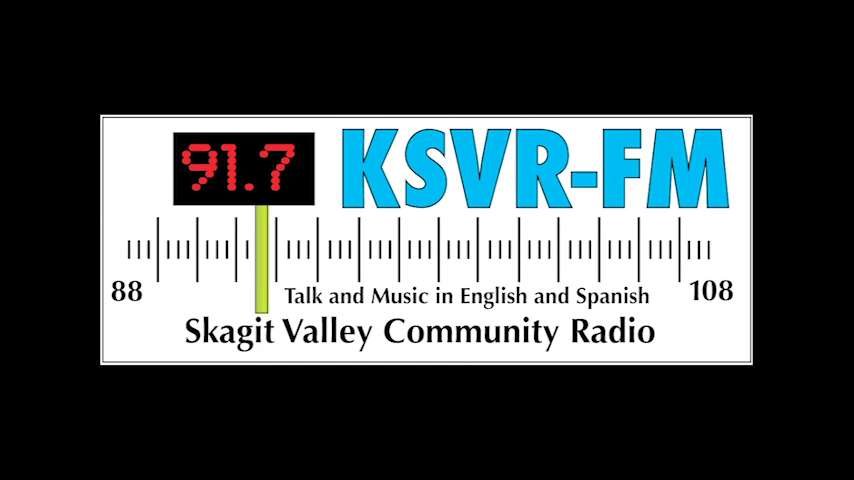 91.7 KSVR-FM
88 108
Talk and Music in English and Spanish
Skagit Valley Community Radio